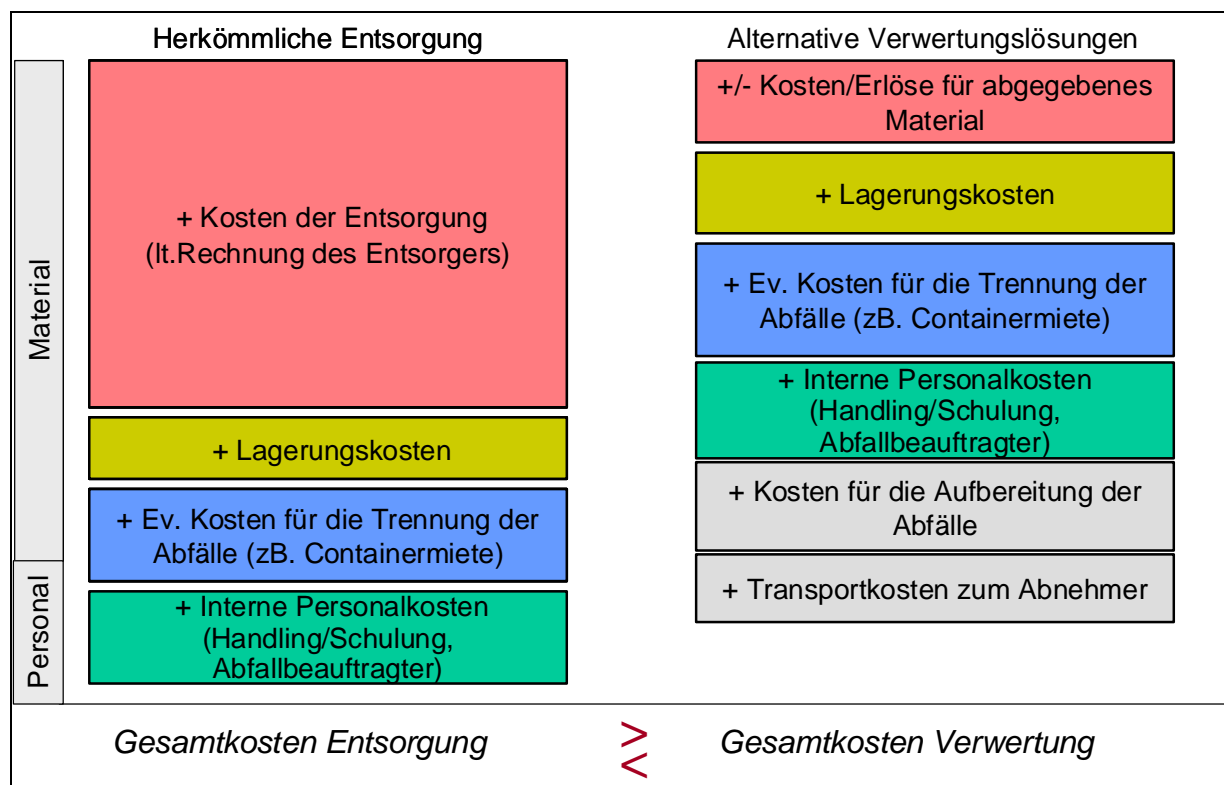 Herkömmliche Entsorgung
Alternative Verwertungslösungen
Material
Personal
+ Kosten der Entsorgung
(lt.Rechnung des Entsorgers)
+ Lagerungskosten
+ Ev. Kosten für die Trennung der
Abfälle (zB. Containermiete)
+ Interne Personalkosten
(Handling/Schulung,
Abfallbeauftragter)
+/- Kosten/Erlöse für abgegebenes
Material
+ Lagerungskosten
+ Ev. Kosten für die Trennung der
Abfälle (zB. Containermiete)
+ Interne Personalkosten
(Handling/Schulung,
Abfallbeauftragter)
+ Kosten für die Aufbereitung der
Abfälle
+ Transportkosten zum Abnehmer
Gesamtkosten Entsorgung
>
<
Gesamtkosten Verwertung